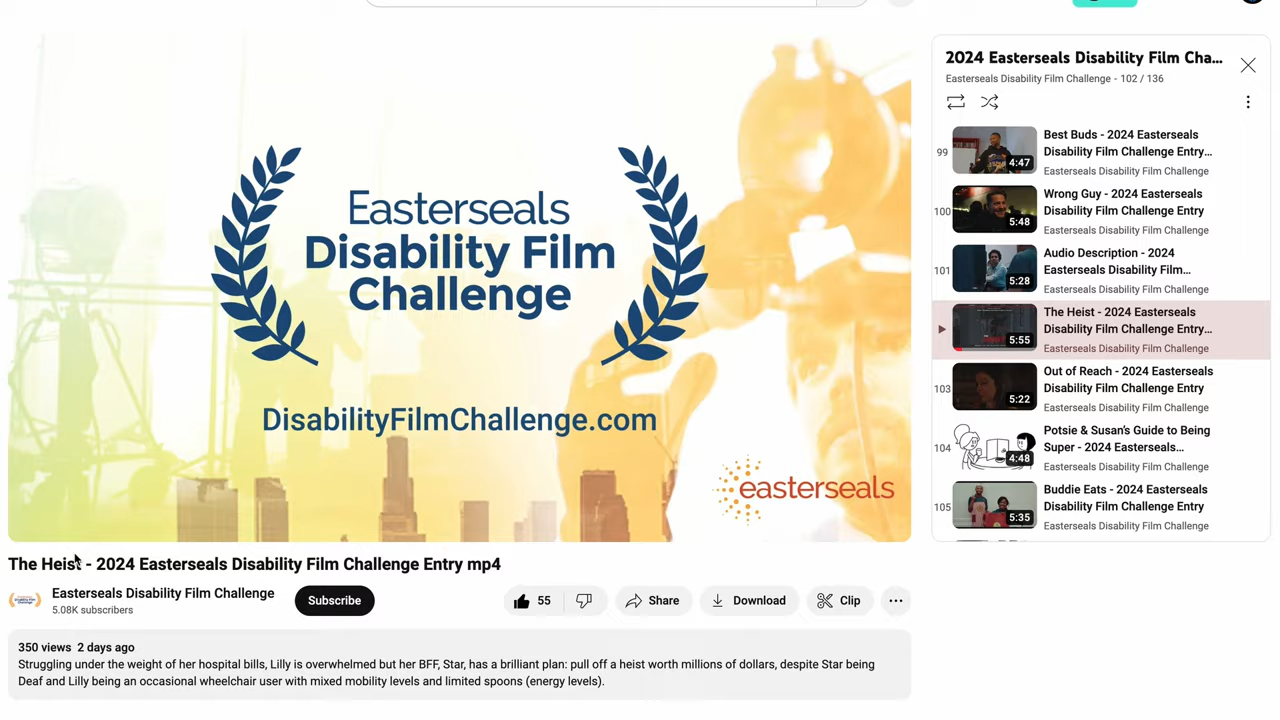 Easterseals
Disability Film
Challenge
DisabilityFilmChallenge.com
easterseals
The Heist - 2024 Easterseals Disability Film Challenge Entry mp4
Easterseals Disability Film Challenge
5.08K subscribers
Subscribe
55
Share
Download
Clip
350 views 2 days ago
Struggling under the weight of her hospital bills, Lilly is overwhelmed but her BFF, Star, has a brilliant plan: pull off a heist worth millions of dollars, despite Star being
Deaf and Lilly being an occasional wheelchair user with mixed mobility levels and limited spoons (energy levels).
2024 Easterseals Disability Film Cha...
Easterseals Disability Film Challenge - 102 / 136
99
4:47
Best Buds - 2024 Easterseals
Disability Film Challenge Entry...
Easterseals Disability Film Challenge
100
5:48
Wrong Guy - 2024 Easterseals
Disability Film Challenge Entry
Easterseals Disability Film Challenge
101
5:28
Audio Description - 2024
Easterseals Disability Film...
Easterseals Disability Film Challenge
5:55
The Heist - 2024 Easterseals
Disability Film Challenge Entry...
Easterseals Disability Film Challenge
103
5:22
Out of Reach - 2024 Easterseals
Disability Film Challenge Entry
Easterseals Disability Film Challenge
104
4:48
Potsie & Susan's Guide to Being
Super - 2024 Easterseals...
Easterseals Disability Film Challenge
105
5:35
Buddie Eats - 2024 Easterseals
Disability Film Challenge Entry
Easterseals Disability Film Challenge